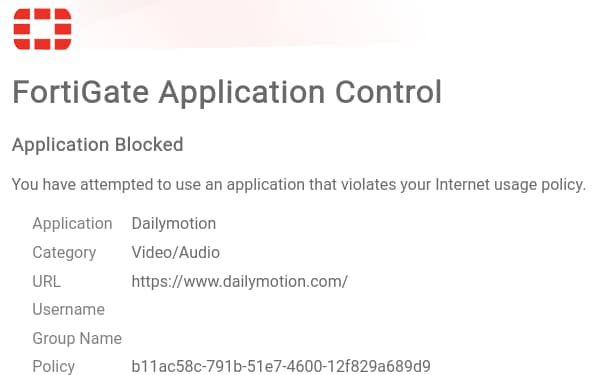 FortiGate Application Control
Application Blocked
You have attempted to use an application that violates your Internet usage policy.
Application Dailymotion
Category Video/Audio
URL https://www.dailymotion.com/
Username
Group Name
Policy b11ac58c-791b-51e7-4600-12f829a689d9